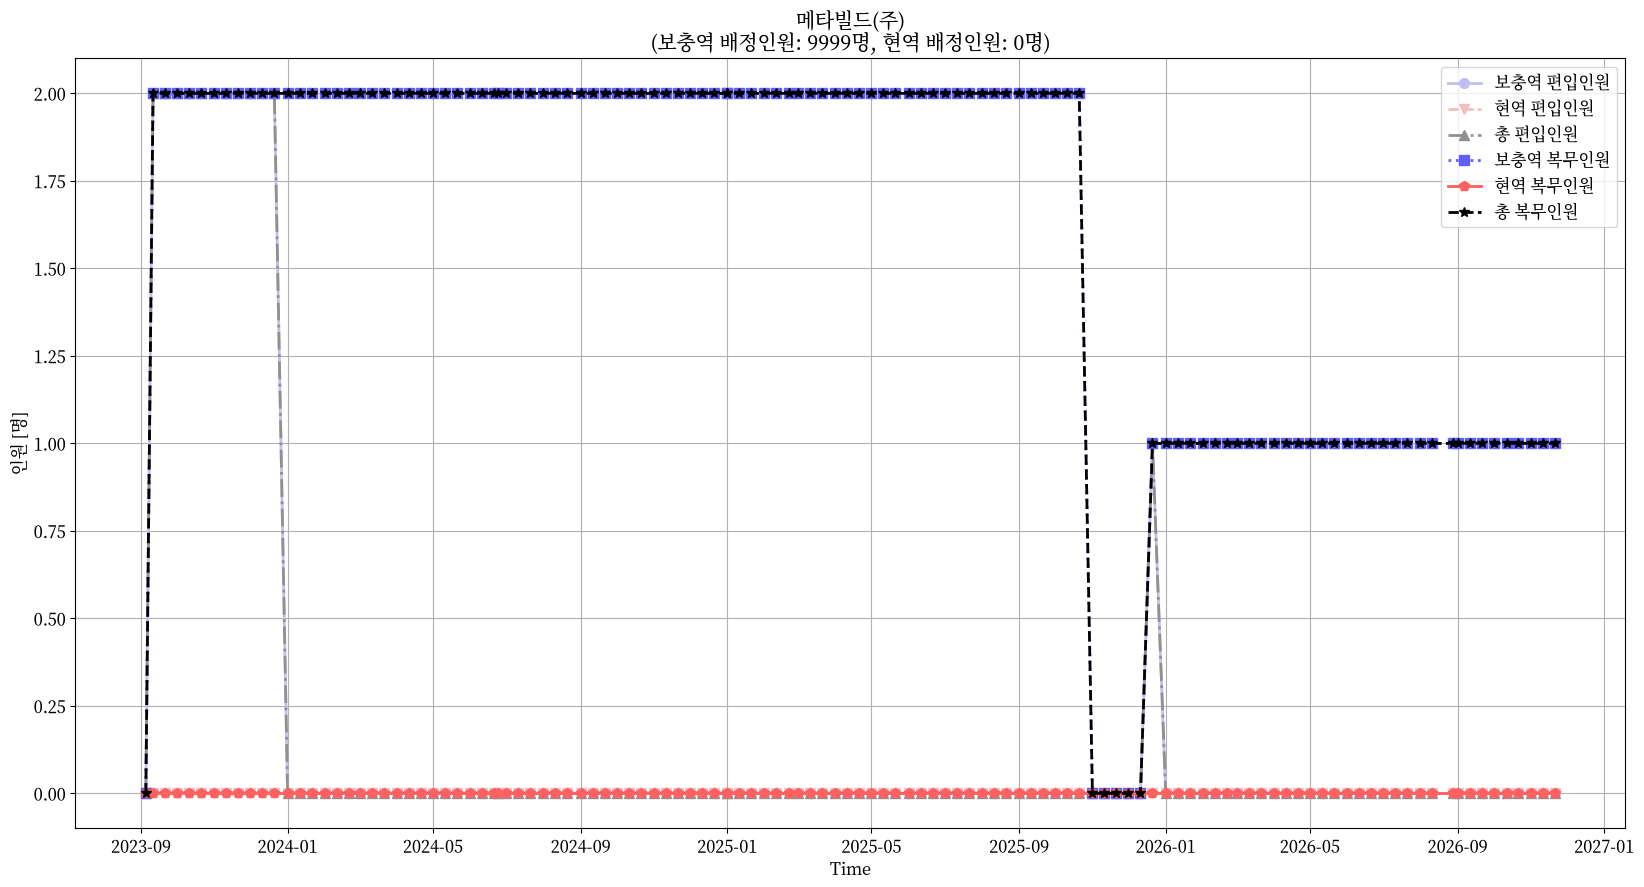 메타빌드(주)
(보충역 배정인원: 9999명, 현역 배정인원: 0명)
보충역 편입인원
현역 편입인원
총 편입인원
보충역 복무인원
현역 복무인원
총 복무인원
인원 [명]
2.00
1.75
1.50
1.25
1.00
0.75
0.50
0.25
0.00
2023-09 2024-01 2024-05 2024-09 2025-01 2025-05 2025-09 2026-01 2026-05 2026-09 2027-01
Time